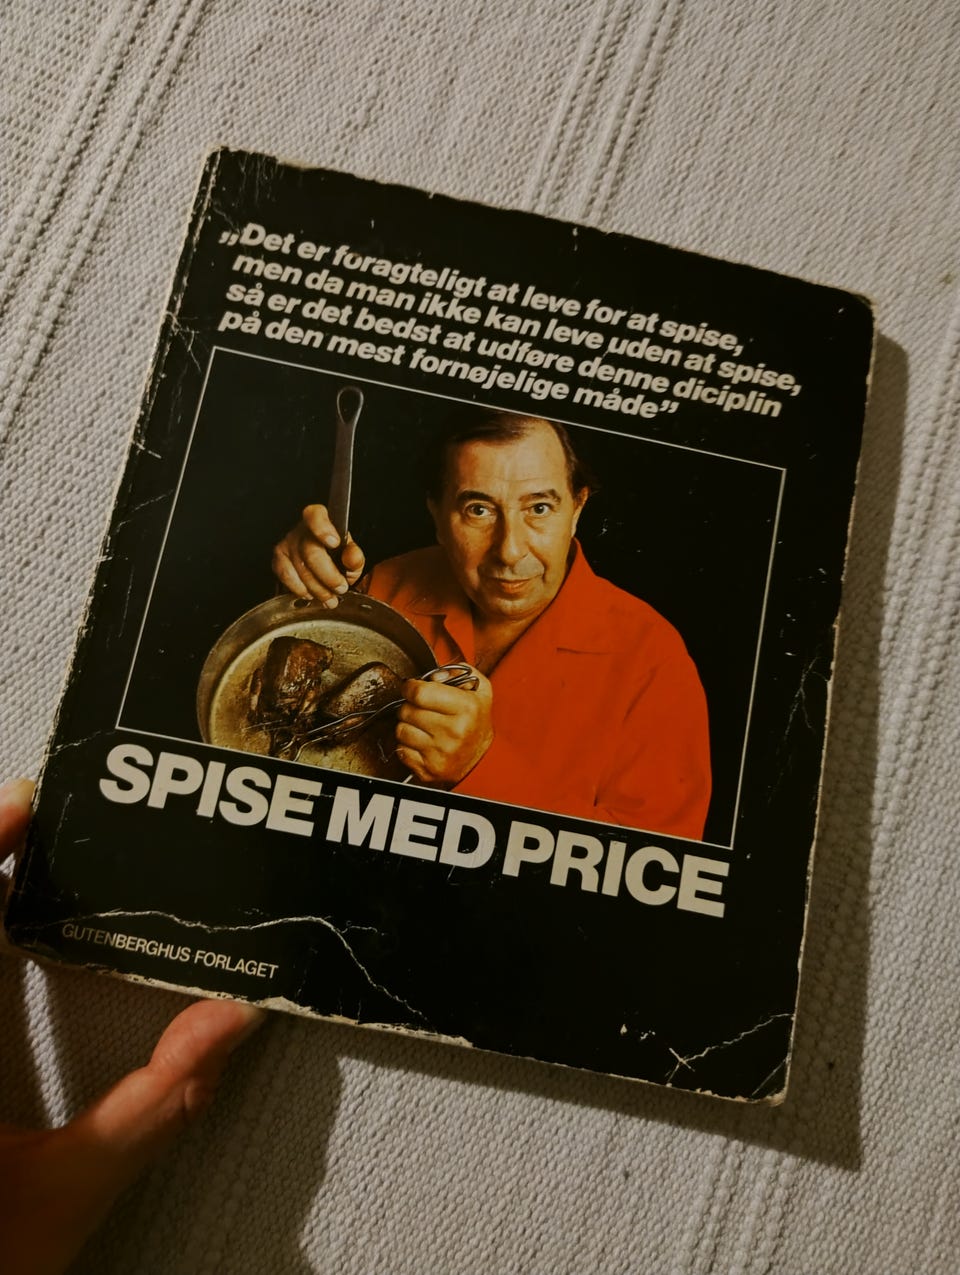 „Det er foragteligt at leve for at spise,
men da man ikke kan leve uden at spise,
så er det bedst at udføre denne diciplin
på den mest fornøjelige måde”
SPISE MED PRICE
GUTENBERGHUS FORLAGET